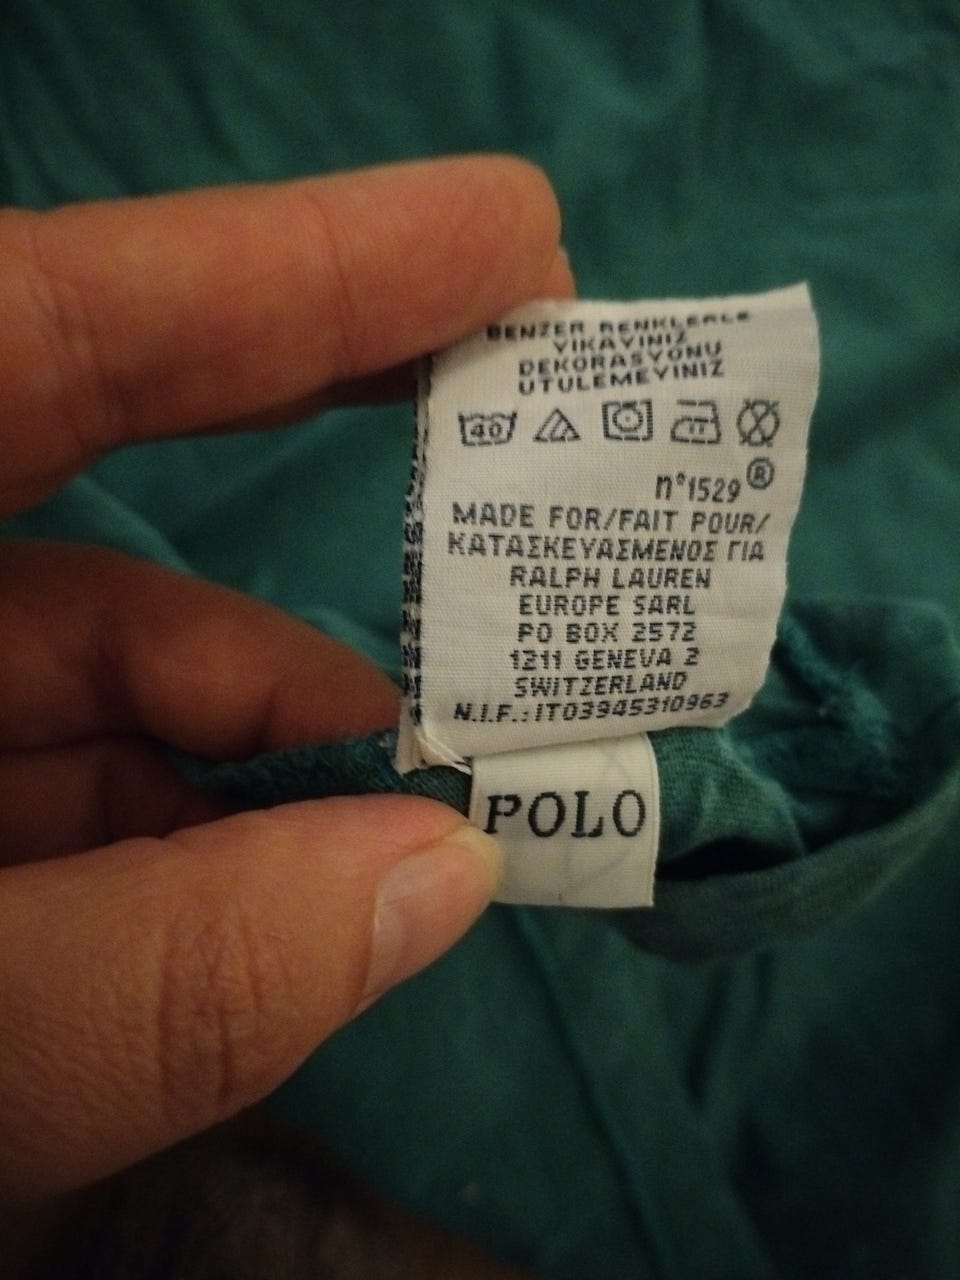 BENZER RENKLERLE
YIKAYINIZ
DEKORASYONU
UTULEMEYINIZ
40
n°1529®
MADE FOR/FAIT POUR/
ΚΑΤΑΣΚΕΥΑΣΜΕΝΟΣ ΓΙΑ
RALPH LAUREN
EUROPE SARL
PO BOX 2572
1211 GENEVA 2
SWITZERLAND
N.I.F.:IT03945310963
POLO